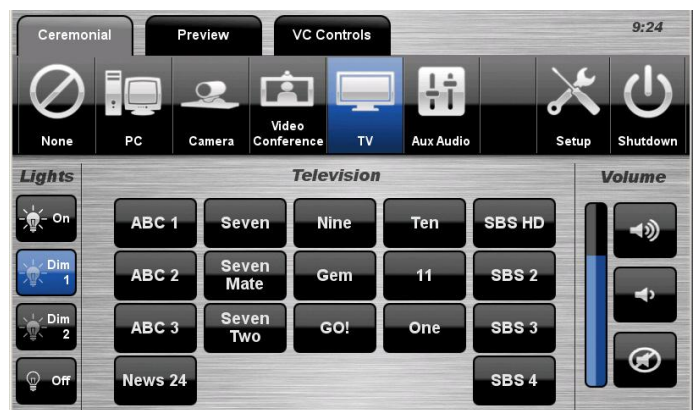 Ceremonial Preview VC Controls 9:24
None PC Camera Video Conference TV Aux Audio Setup Shutdown
Lights Television Volume
On ABC 1 Seven Nine Ten SBS HD
Dim 1 ABC 2 Seven Mate Gem 11 SBS 2
Dim 2 ABC 3 Seven Two GO! One SBS 3
Off News 24 SBS 4